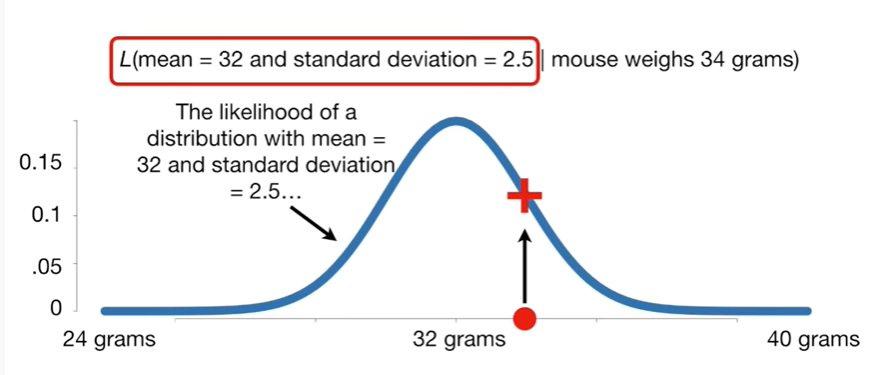 L(mean = 32 and standard deviation = 2.5 | mouse weighs 34 grams)
The likelihood of a
distribution with mean =
32 and standard deviation
= 2.5…
0.15
0.1
.05
0
24 grams
32 grams
40 grams